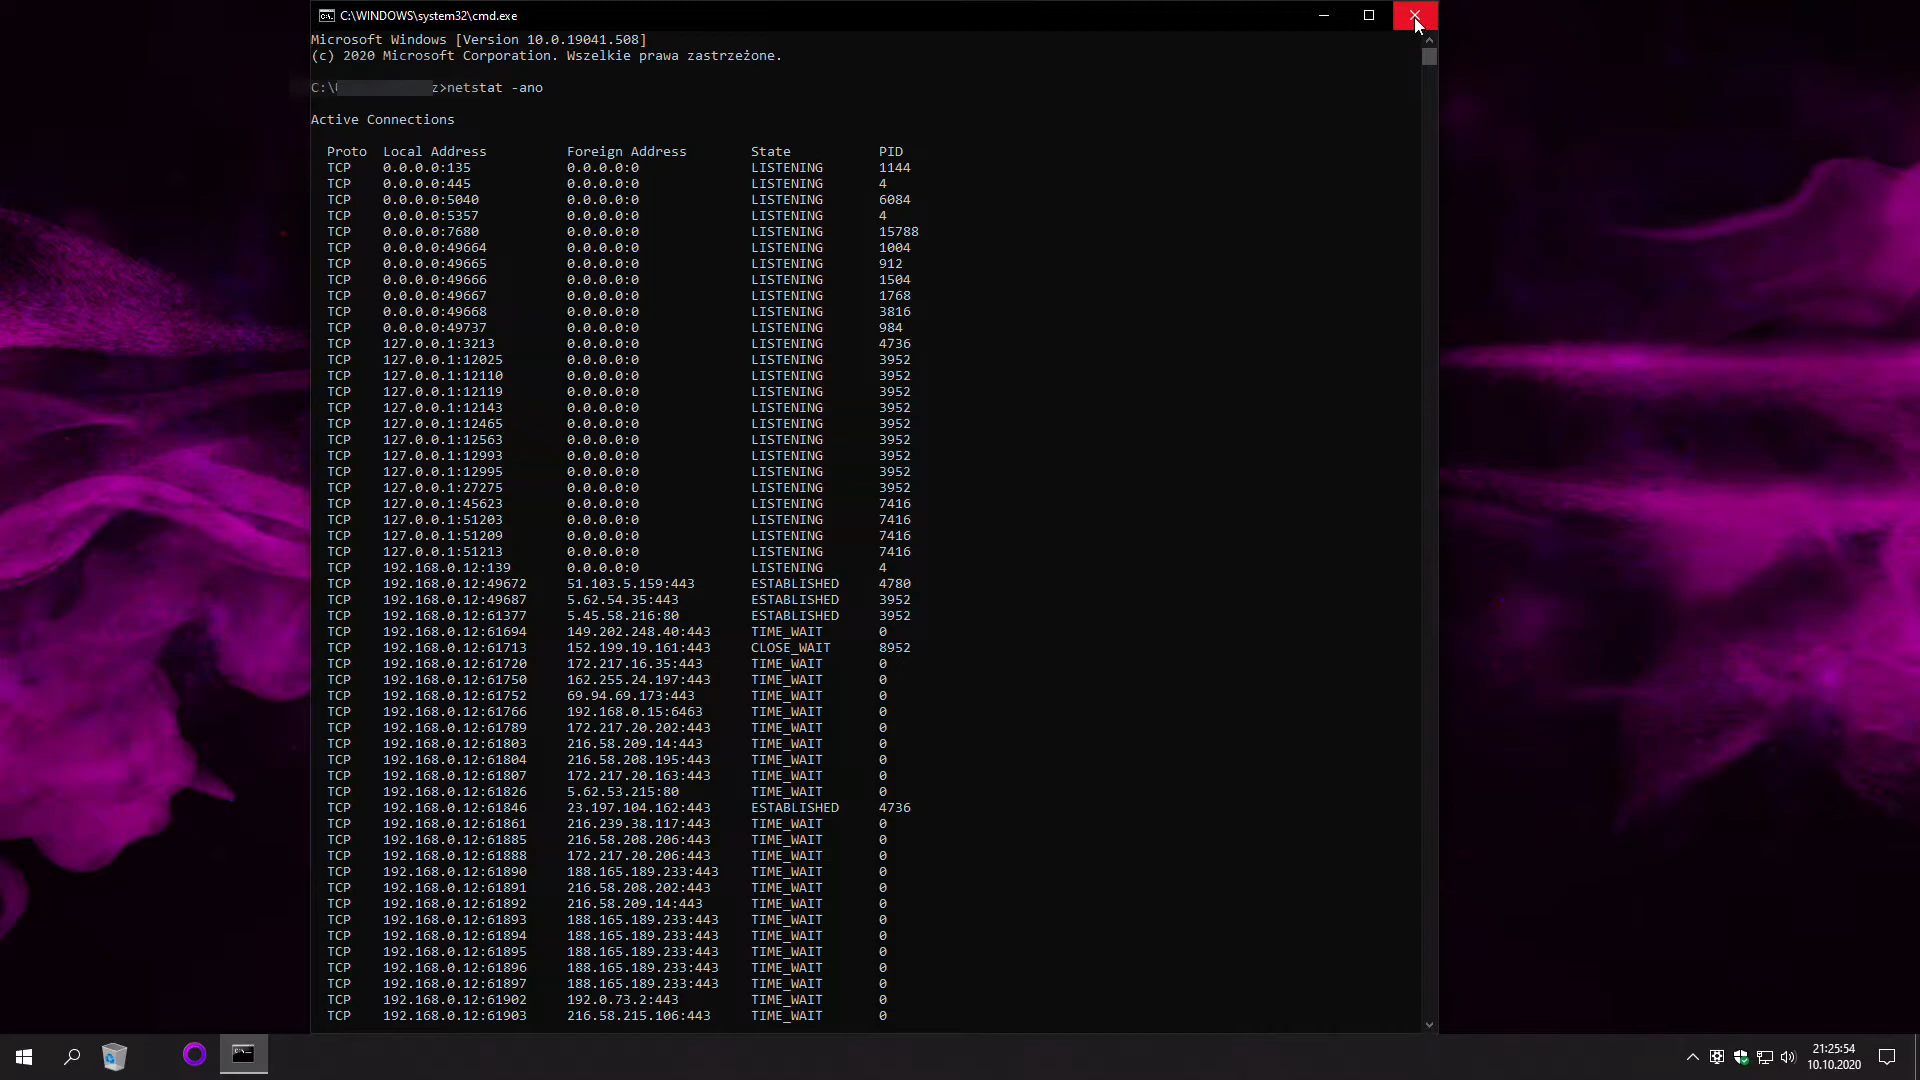 C:\WINDOWS\system32\cmd.exe
Microsoft Windows [Version 10.0.19041.508]
(c) 2020 Microsoft Corporation. Wszelkie prawa zastrzeżone.
C:\ z>netstat -ano
Active Connections
Proto Local Address Foreign Address State PID
TCP 0.0.0.0:135 0.0.0.0:0 LISTENING 1144
TCP 0.0.0.0:445 0.0.0.0:0 LISTENING 4
TCP 0.0.0.0:5040 0.0.0.0:0 LISTENING 6084
TCP 0.0.0.0:5357 0.0.0.0:0 LISTENING 4
TCP 0.0.0.0:7680 0.0.0.0:0 LISTENING 15788
TCP 0.0.0.0:49664 0.0.0.0:0 LISTENING 1004
TCP 0.0.0.0:49665 0.0.0.0:0 LISTENING 912
TCP 0.0.0.0:49666 0.0.0.0:0 LISTENING 1504
TCP 0.0.0.0:49667 0.0.0.0:0 LISTENING 1768
TCP 0.0.0.0:49668 0.0.0.0:0 LISTENING 3816
TCP 0.0.0.0:49737 0.0.0.0:0 LISTENING 984
TCP 127.0.0.1:3213 0.0.0.0:0 LISTENING 4736
TCP 127.0.0.1:12025 0.0.0.0:0 LISTENING 3952
TCP 127.0.0.1:12110 0.0.0.0:0 LISTENING 3952
TCP 127.0.0.1:12119 0.0.0.0:0 LISTENING 3952
TCP 127.0.0.1:12143 0.0.0.0:0 LISTENING 3952
TCP 127.0.0.1:12465 0.0.0.0:0 LISTENING 3952
TCP 127.0.0.1:12563 0.0.0.0:0 LISTENING 3952
TCP 127.0.0.1:12993 0.0.0.0:0 LISTENING 3952
TCP 127.0.0.1:12995 0.0.0.0:0 LISTENING 3952
TCP 127.0.0.1:27275 0.0.0.0:0 LISTENING 3952
TCP 127.0.0.1:45623 0.0.0.0:0 LISTENING 7416
TCP 127.0.0.1:51203 0.0.0.0:0 LISTENING 7416
TCP 127.0.0.1:51209 0.0.0.0:0 LISTENING 7416
TCP 127.0.0.1:51213 0.0.0.0:0 LISTENING 7416
TCP 192.168.0.12:139 0.0.0.0:0 LISTENING 4
TCP 192.168.0.12:49672 51.103.5.159:443 ESTABLISHED 4780
TCP 192.168.0.12:49687 5.62.54.35:443 ESTABLISHED 3952
TCP 192.168.0.12:61377 5.45.58.216:80 ESTABLISHED 3952
TCP 192.168.0.12:61694 149.202.248.40:443 TIME_WAIT 0
TCP 192.168.0.12:61713 152.199.19.161:443 CLOSE_WAIT 8952
TCP 192.168.0.12:61720 172.217.16.35:443 TIME_WAIT 0
TCP 192.168.0.12:61750 162.255.24.197:443 TIME_WAIT 0
TCP 192.168.0.12:61752 69.94.69.173:443 TIME_WAIT 0
TCP 192.168.0.12:61766 192.168.0.15:6463 TIME_WAIT 0
TCP 192.168.0.12:61789 172.217.20.202:443 TIME_WAIT 0
TCP 192.168.0.12:61803 216.58.209.14:443 TIME_WAIT 0
TCP 192.168.0.12:61804 216.58.208.195:443 TIME_WAIT 0
TCP 192.168.0.12:61807 172.217.20.163:443 TIME_WAIT 0
TCP 192.168.0.12:61826 5.62.53.215:80 TIME_WAIT 0
TCP 192.168.0.12:61846 23.197.104.162:443 ESTABLISHED 4736
TCP 192.168.0.12:61861 216.239.38.117:443 TIME_WAIT 0
TCP 192.168.0.12:61885 216.58.208.206:443 TIME_WAIT 0
TCP 192.168.0.12:61888 172.217.20.206:443 TIME_WAIT 0
TCP 192.168.0.12:61890 188.165.189.233:443 TIME_WAIT 0
TCP 192.168.0.12:61891 216.58.208.202:443 TIME_WAIT 0
TCP 192.168.0.12:61892 216.58.209.14:443 TIME_WAIT 0
TCP 192.168.0.12:61893 188.165.189.233:443 TIME_WAIT 0
TCP 192.168.0.12:61894 188.165.189.233:443 TIME_WAIT 0
TCP 192.168.0.12:61895 188.165.189.233:443 TIME_WAIT 0
TCP 192.168.0.12:61896 188.165.189.233:443 TIME_WAIT 0
TCP 192.168.0.12:61897 188.165.189.233:443 TIME_WAIT 0
TCP 192.168.0.12:61902 192.0.73.2:443 TIME_WAIT 0
TCP 192.168.0.12:61903 216.58.215.106:443 TIME_WAIT 0
21:25:54
10.10.2020